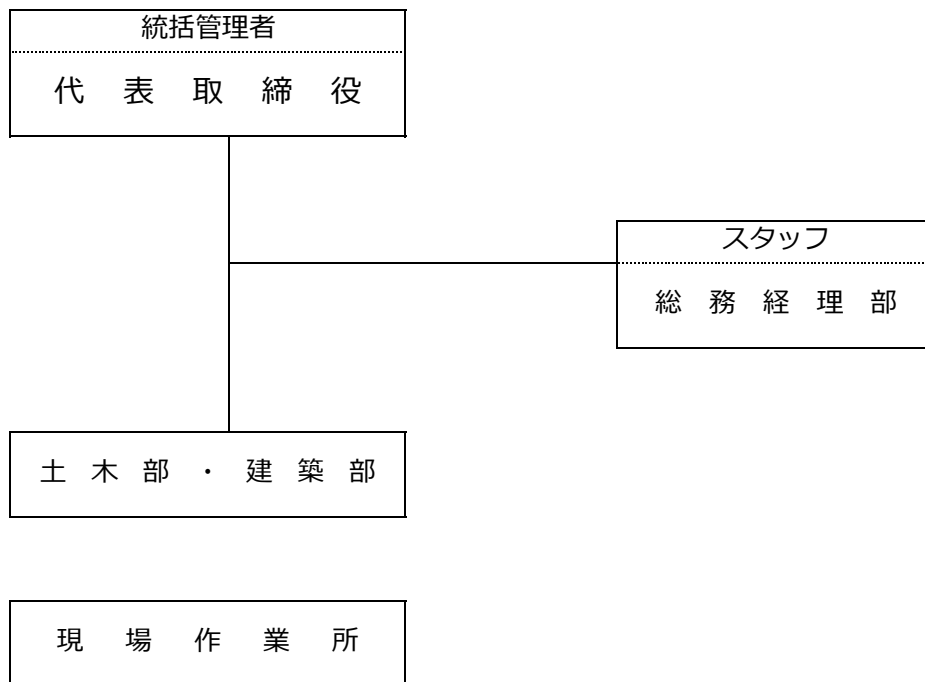 統括管理者
代表取締役
スタッフ
総務経理部
土木部・建築部
現場作業所